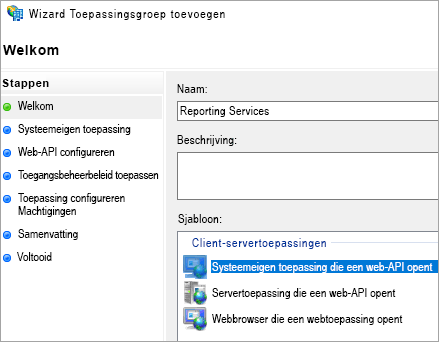 Wizard Toepassingsgroep toevoegen
Welkom
Stappen
Welkom
Systeemeigen toepassing
Web-API configureren
Toegangsbeheerbeleid toepassen
Toepassing configureren
Machtigingen
Samenvatting
Voltooid
Naam:
Reporting Services
Beschrijving:
Sjabloon:
Client-servertoepassingen
Systeemeigen toepassing die een web-API opent
Servertoepassing die een web-API opent
Webbrowser die een webtoepassing opent